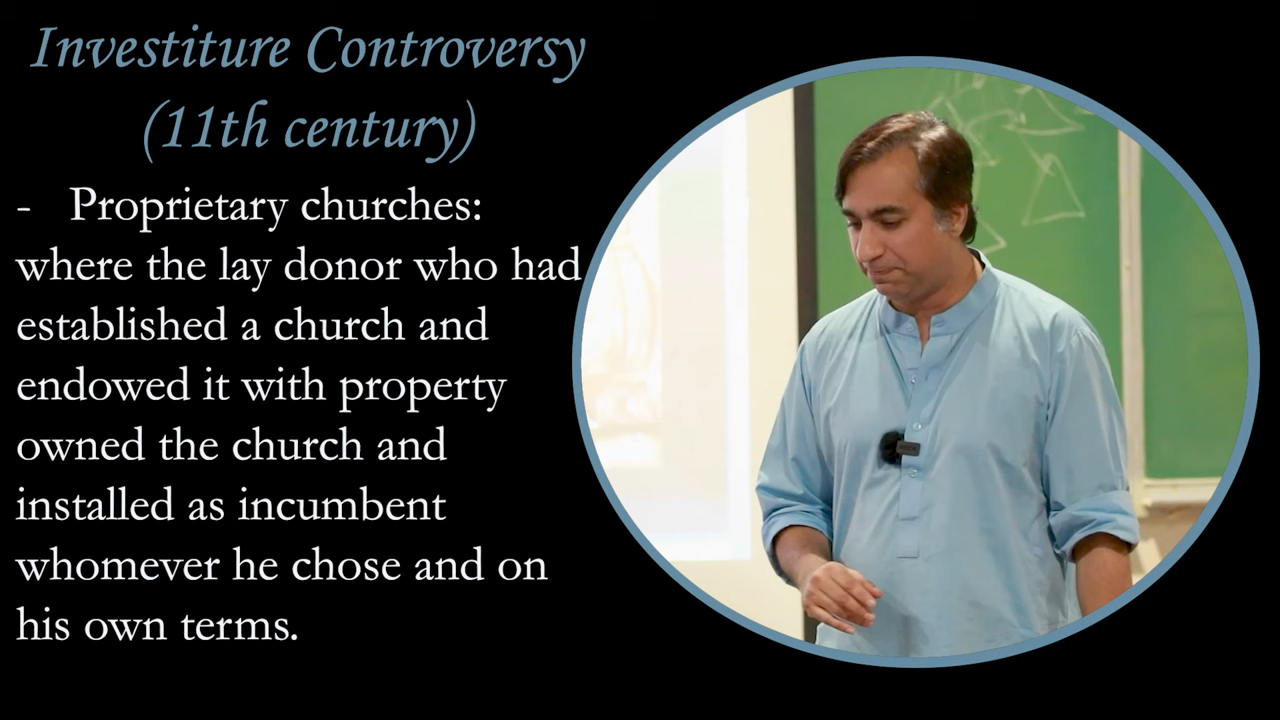 Investiture Controversy
(11th century)
- Proprietary churches:
where the lay donor who had
established a church and
endowed it with property
owned the church and
installed as incumbent
whomever he chose and on
his own terms.